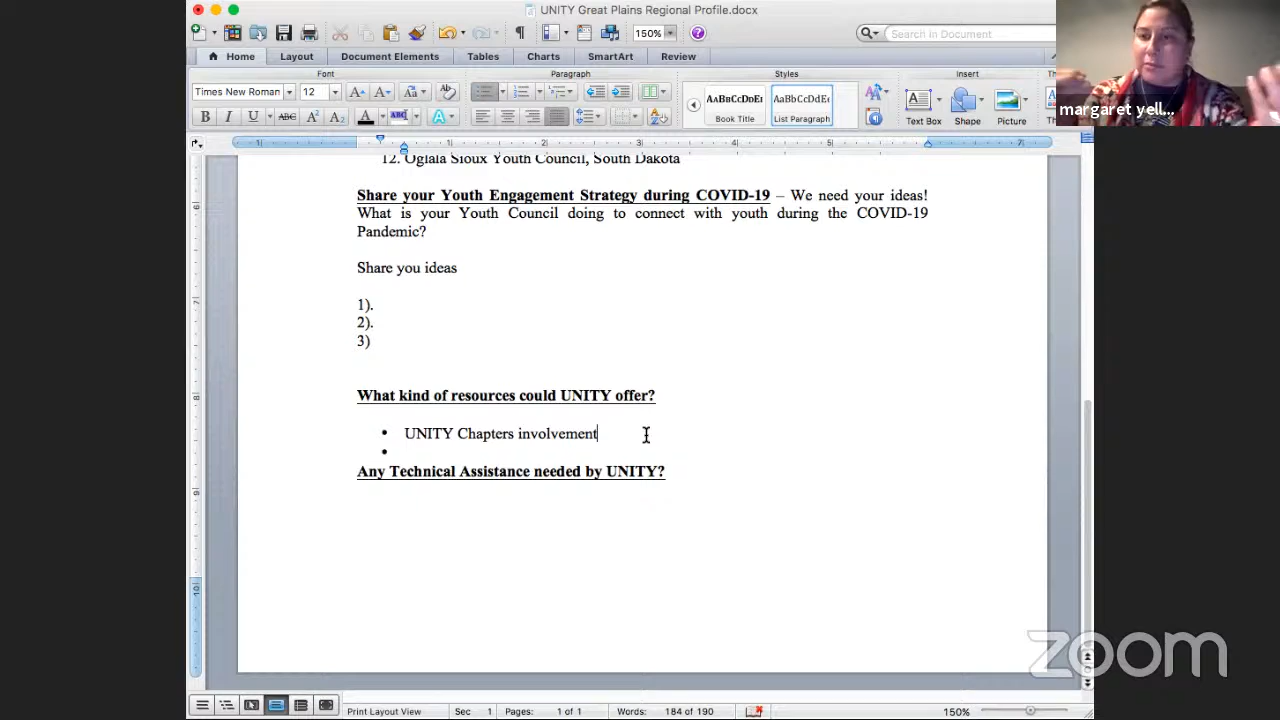 UNITY Great Plains Regional Profile.docx
150%
Search in Document
Home Layout Document Elements Tables Charts SmartArt Review
Font Paragraph Styles Insert
Times New Roman 12 AaBbCcDdEe AaBbCcDdEe
Book Title List Paragraph Text Box Shape Picture
margaret yell...
12. Oglala Sioux Youth Council, South Dakota
Share your Youth Engagement Strategy during COVID-19 – We need your ideas!
What is your Youth Council doing to connect with youth during the COVID-19
Pandemic?
Share you ideas
1).
2).
3)
What kind of resources could UNITY offer?
• UNITY Chapters involvement
•
Any Technical Assistance needed by UNITY?
zoom
Print Layout View Sec 1 Pages: 1 of 1 Words: 184 of 190 150%